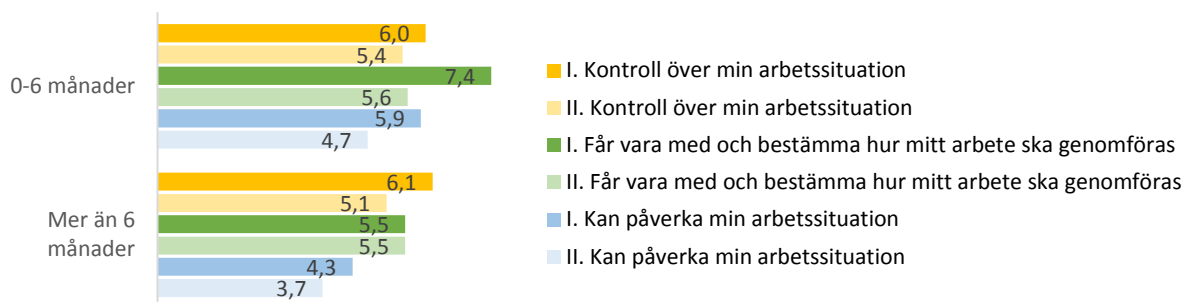 0-6 månader
6,0
5,4
7,4
5,6
5,9
4,7
Mer än 6
månader
6,1
5,1
5,5
5,5
4,3
3,7
I. Kontroll över min arbetssituation
II. Kontroll över min arbetssituation
I. Får vara med och bestämma hur mitt arbete ska genomföras
II. Får vara med och bestämma hur mitt arbete ska genomföras
I. Kan påverka min arbetssituation
II. Kan påverka min arbetssituation